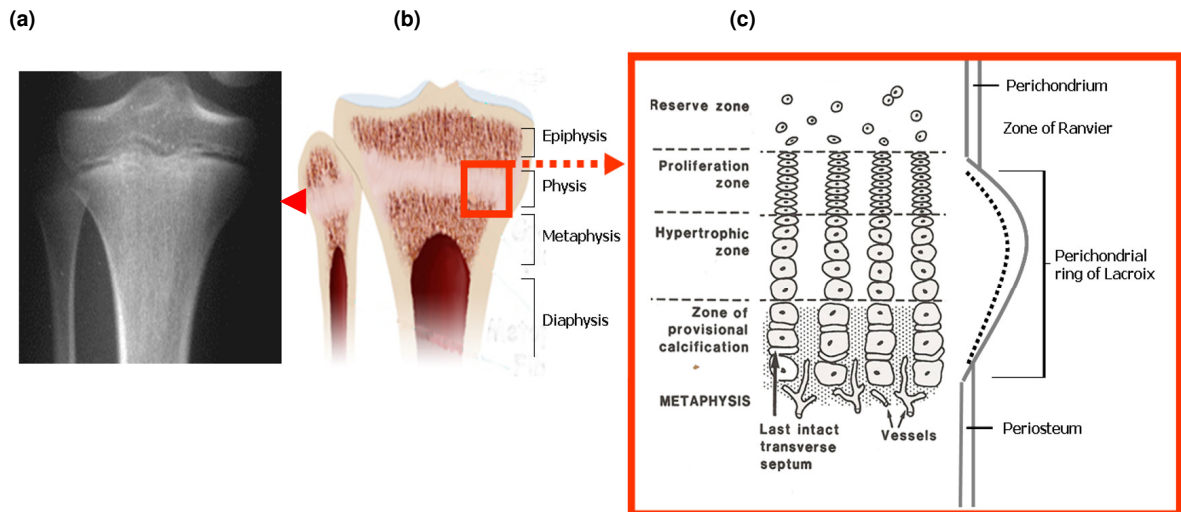 (a)
(b)
(c)
Epiphysis
Physis
Metaphysis
Diaphysis
Reserve zone
Proliferation
zone
Hypertrophic
zone
Zone of
provisional
calcification
METAPHYSIS
Last intact
transverse
septum
Vessels
Perichondrium
Zone of Ranvier
Perichondrial
ring of Lacroix
Periosteum